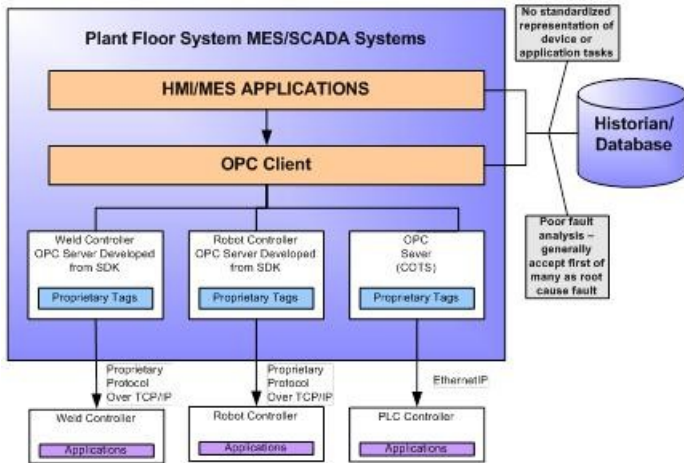 No standardized
representation of
device or
application tasks
Plant Floor System MES/SCADA Systems
HMI/MES APPLICATIONS
Historian/
Database
OPC Client
Weld Controller
OPC Server Developed
from SDK
Proprietary Tags
Robot Controller
OPC Server Developed
from SDK
Proprietary Tags
OPC
Sever
(COTS)
Proprietary Tags
Poor fault
analysis –
generally
accept first of
many as root
cause fault
Proprietary
Protocol
Over TCP/IP
Proprietary
Protocol
Over TCP/IP
EthernetIP
Weld Controller
Applications
Robot Controller
Applications
PLC Controller
Applications